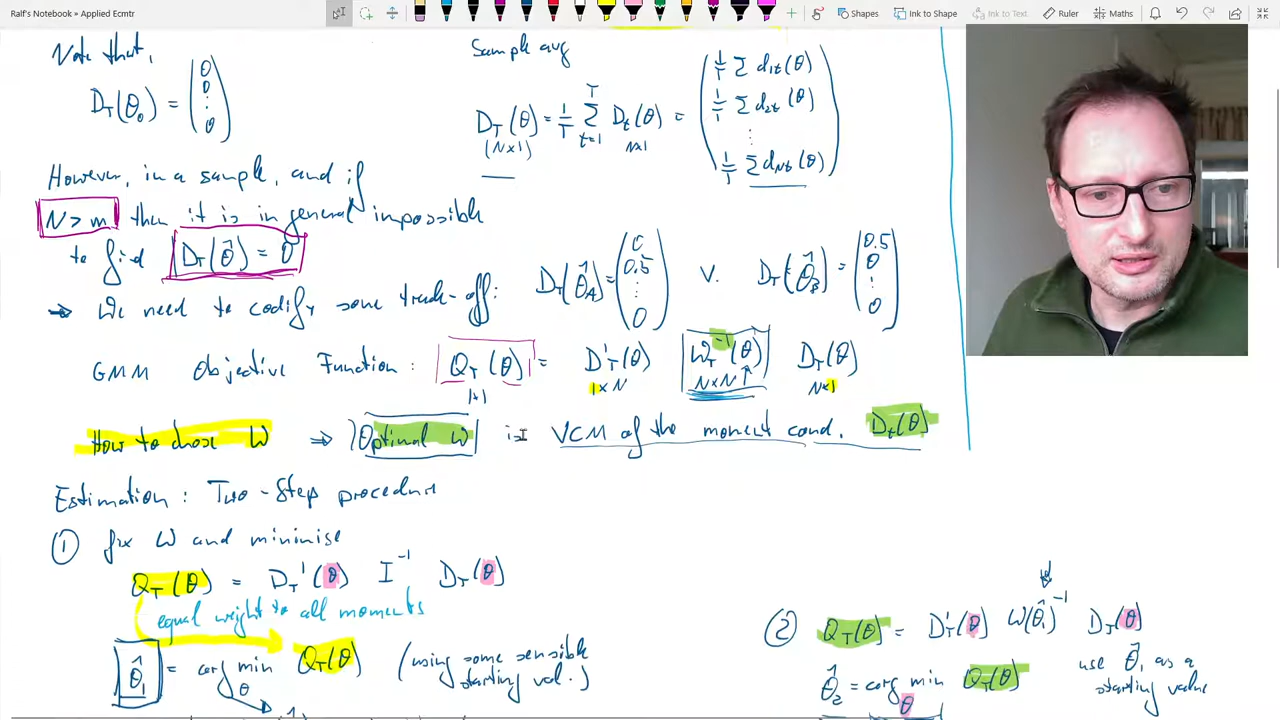 Ralf's Notebook » Applied Ecmtr
Shapes
Ink to Shape
Ink to Text
Ruler
Maths
Note that,
D_T(θ_0) = (0 0 ⋮ 0)
Sample avg
D_T(θ) = 1/T Σ_{t=1}^T D_t(θ) = (1/T Σ d_1t(θ) 1/T Σ d_2t(θ) ⋮ 1/T Σ d_Nt(θ))
(N×1) N×1
However, in a sample, and if
N > m then it is in general impossible
to find D_T(θ̂) = 0
→ We need to codify some trade-off: D_T(θ̂_A) = (0 0.5 ⋮ 0) v. D_T(θ̂_B) = (0.5 0 ⋮ 0)
GMM Objective Function: Q_T(θ) = D'_T(θ) W_T^{-1}(θ) D_T(θ)
1×1 1×N N×N N×1
How to chose W ⇒ Optimal W is VCM of the moment cond. D_t(θ)
Estimation: Two-Step procedure
① fix W and minimise
Q_T(θ) = D_T'(θ) I^{-1} D_T(θ)
equal weight to all moments
θ̂_1 = arg min_θ Q_T(θ) (using some sensible starting val.)
② Q_T(θ) = D'_T(θ) W(θ̂_1)^{-1} D_T(θ)
θ̂_2 = arg min_θ Q_T(θ)
use θ̂_1 as a
starting value